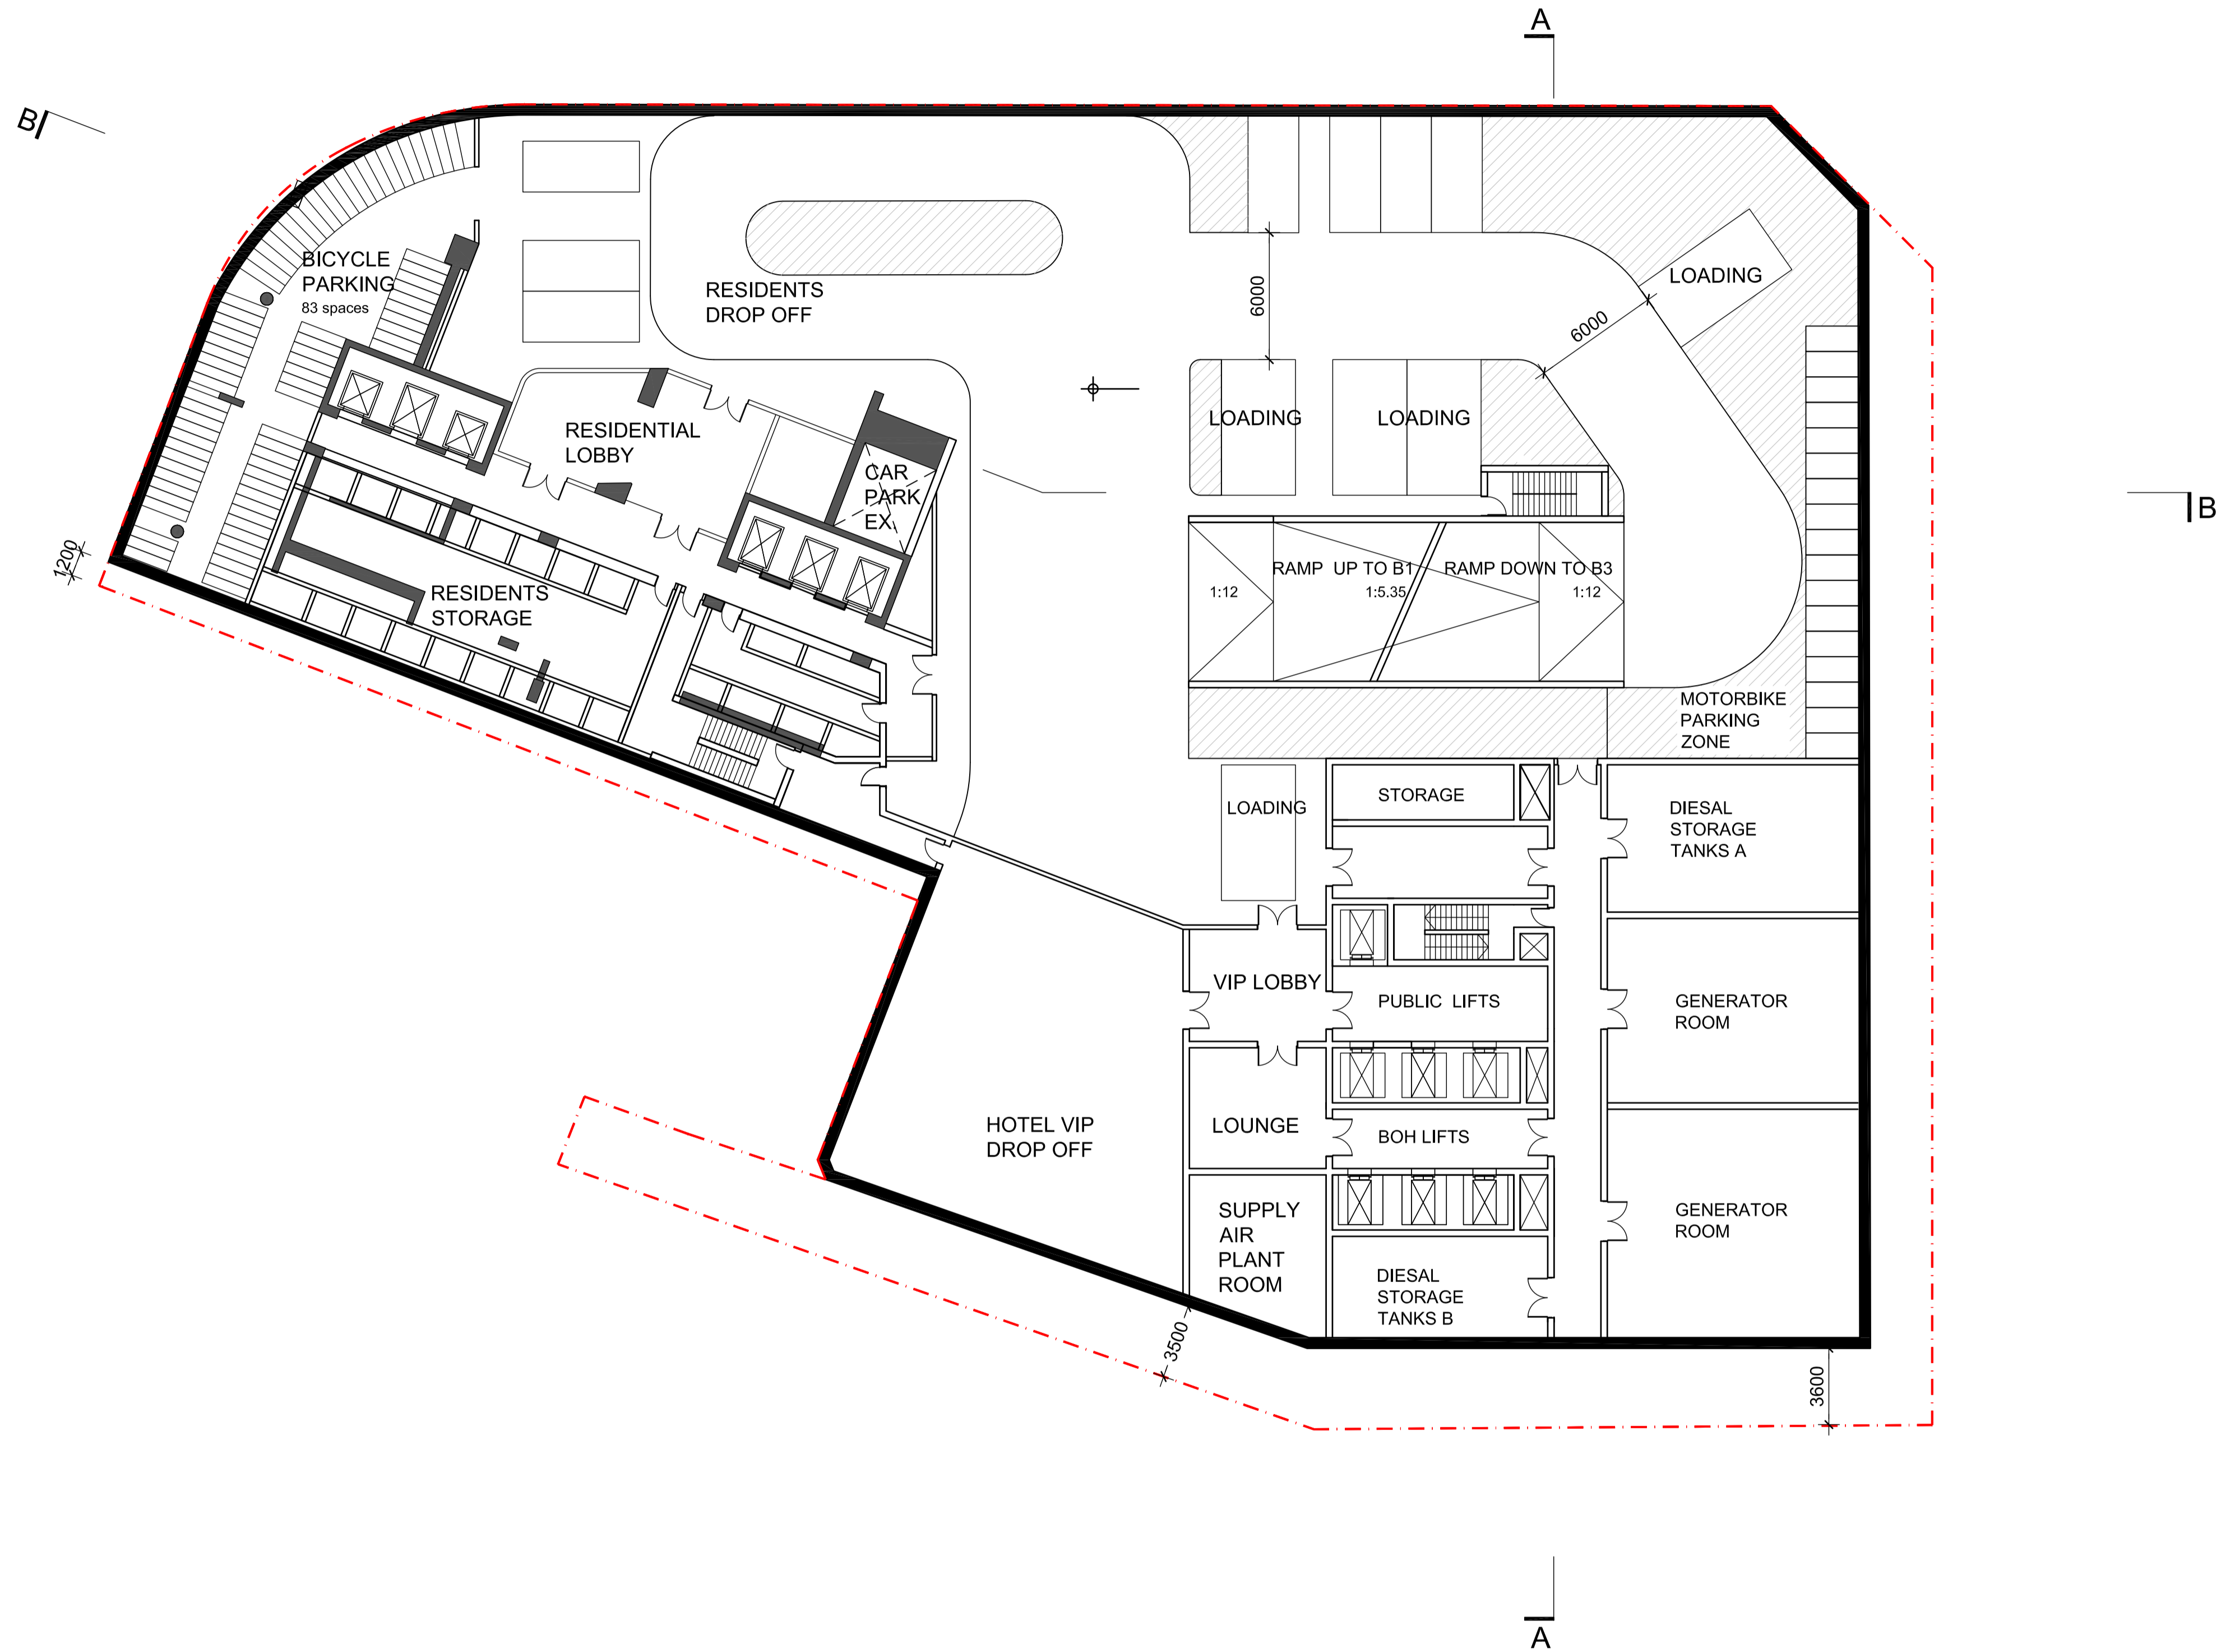 A
B
BICYCLE
PARKING
83 spaces
RESIDENTS
DROP OFF
6000
LOADING
6000
RESIDENTIAL
LOBBY
CAR
PARK
EX.
LOADING
LOADING
B
1200
RESIDENTS
STORAGE
RAMP UP TO B1
RAMP DOWN TO B3
1:12
1:5.35
1:12
MOTORBIKE
PARKING
ZONE
LOADING
STORAGE
DIESAL
STORAGE
TANKS A
VIP LOBBY
PUBLIC LIFTS
GENERATOR
ROOM
HOTEL VIP
DROP OFF
LOUNGE
BOH LIFTS
SUPPLY
AIR
PLANT
ROOM
GENERATOR
ROOM
DIESAL
STORAGE
TANKS B
3500
3600
A